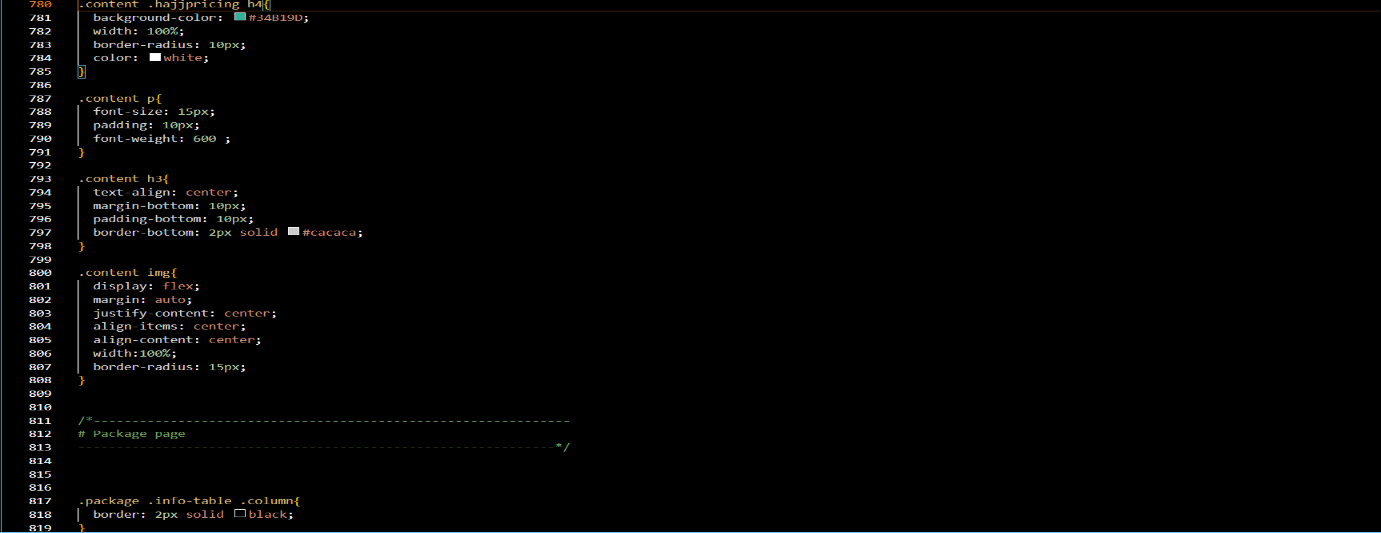 780 .content .hajjpricing h4{
781 background-color: #34B19D;
782 width: 100%;
783 border-radius: 10px;
784 color: white;
785 }
786
787 .content p{
788 font-size: 15px;
789 padding: 10px;
790 font-weight: 600 ;
791 }
792
793 .content h3{
794 text-align: center;
795 margin-bottom: 10px;
796 padding-bottom: 10px;
797 border-bottom: 2px solid #cacaca;
798 }
799
800 .content img{
801 display: flex;
802 margin: auto;
803 justify-content: center;
804 align-items: center;
805 align-content: center;
806 width:100%;
807 border-radius: 15px;
808 }
809
810
811 /*--------------------------------------------------------------
812 # Package page
813 --------------------------------------------------------------*/
814
815
816
817 .package .info-table .column{
818 border: 2px solid black;
819 }